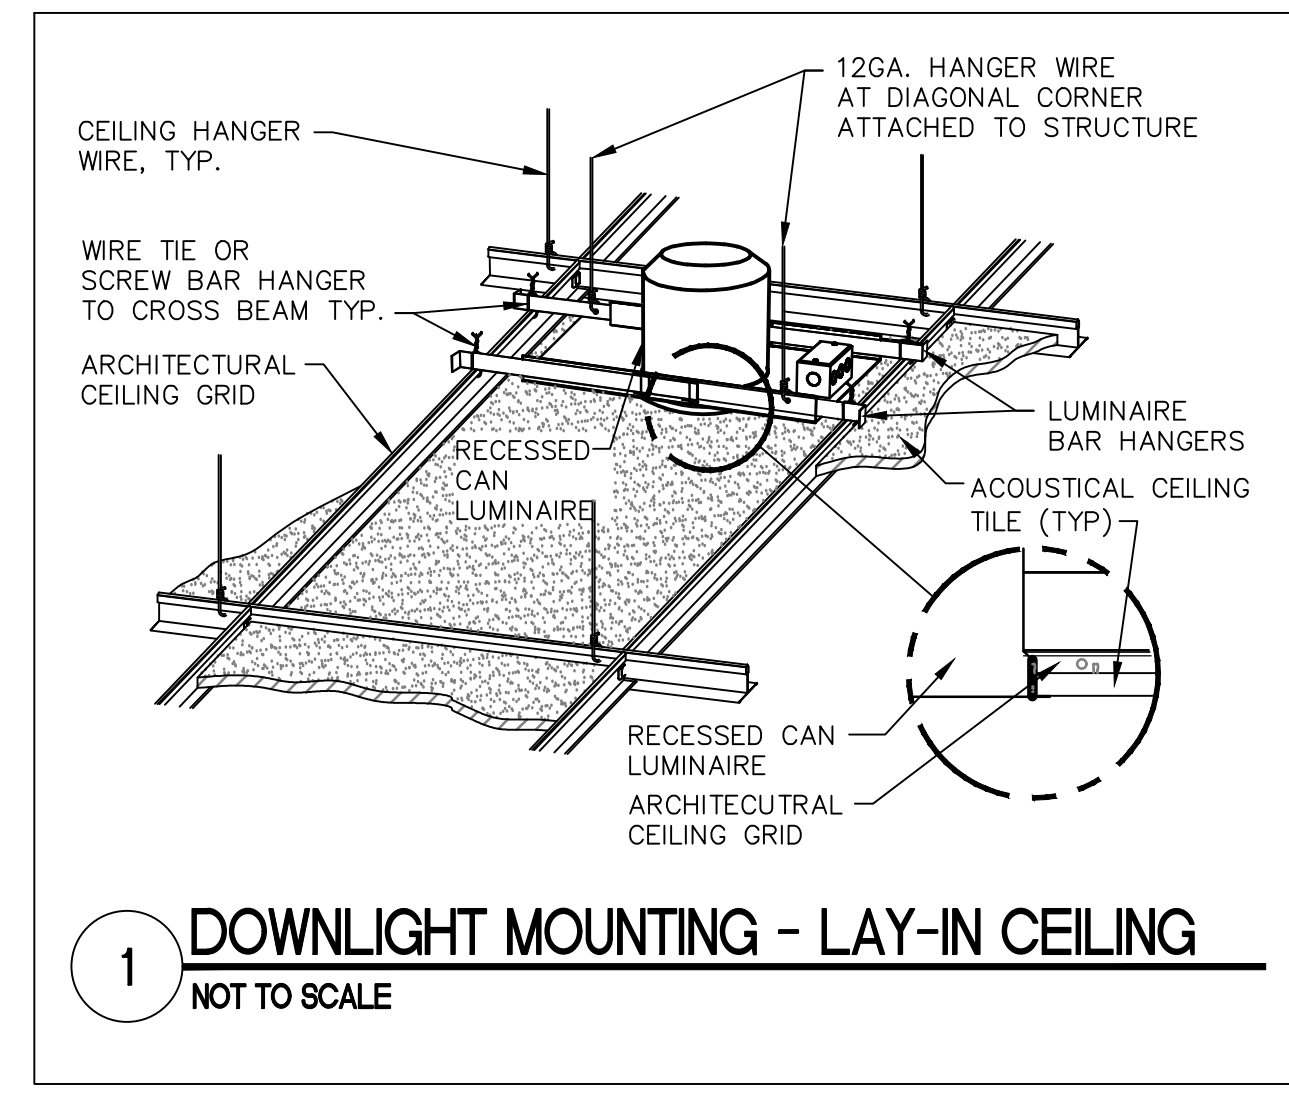 12GA. HANGER WIRE
AT DIAGONAL CORNER
ATTACHED TO STRUCTURE
CEILING HANGER
WIRE, TYP.
WIRE TIE OR
SCREW BAR HANGER
TO CROSS BEAM TYP.
ARCHITECTURAL
CEILING GRID
RECESSED
CAN
LUMINAIRE
LUMINAIRE
BAR HANGERS
ACOUSTICAL CEILING
TILE (TYP)
RECESSED CAN
LUMINAIRE
ARCHITECUTRAL
CEILING GRID
1
DOWNLIGHT MOUNTING - LAY-IN CEILING
NOT TO SCALE